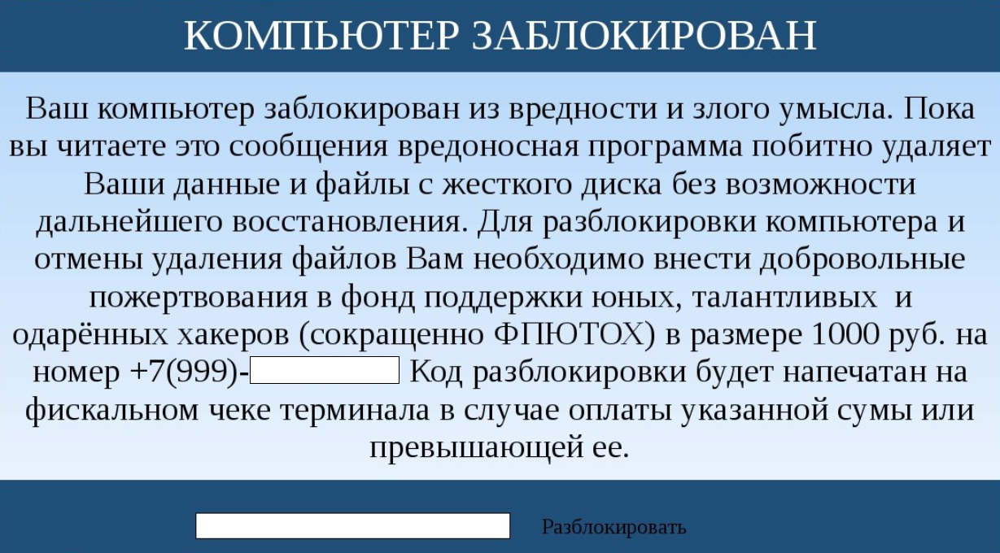 КОМПЬЮТЕР ЗАБЛОКИРОВАН
Ваш компьютер заблокирован из вредности и злого умысла. Пока
вы читаете это сообщения вредоносная программа побитно удаляет
Ваши данные и файлы с жесткого диска без возможности
дальнейшего восстановления. Для разблокировки компьютера и
отмены удаления файлов Вам необходимо внести добровольные
пожертвования в фонд поддержки юных, талантливых и
одарённых хакеров (сокращенно ФПЮТОХ) в размере 1000 руб. на
номер +7(999)- Код разблокировки будет напечатан на
фискальном чеке терминала в случае оплаты указанной сумы или
превышающей ее.
Разблокировать